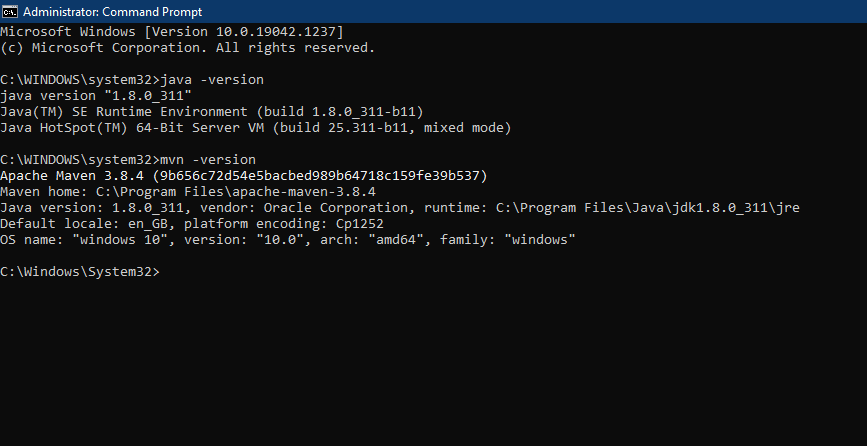 Administrator: Command Prompt
Microsoft Windows [Version 10.0.19042.1237]
(c) Microsoft Corporation. All rights reserved.
C:\WINDOWS\system32>java -version
java version "1.8.0_311"
Java(TM) SE Runtime Environment (build 1.8.0_311-b11)
Java HotSpot(TM) 64-Bit Server VM (build 25.311-b11, mixed mode)
C:\WINDOWS\system32>mvn -version
Apache Maven 3.8.4 (9b656c72d54e5bacbed989b64718c159fe39b537)
Maven home: C:\Program Files\apache-maven-3.8.4
Java version: 1.8.0_311, vendor: Oracle Corporation, runtime: C:\Program Files\Java\jdk1.8.0_311\jre
Default locale: en_GB, platform encoding: Cp1252
OS name: "windows 10", version: "10.0", arch: "amd64", family: "windows"
C:\Windows\System32>